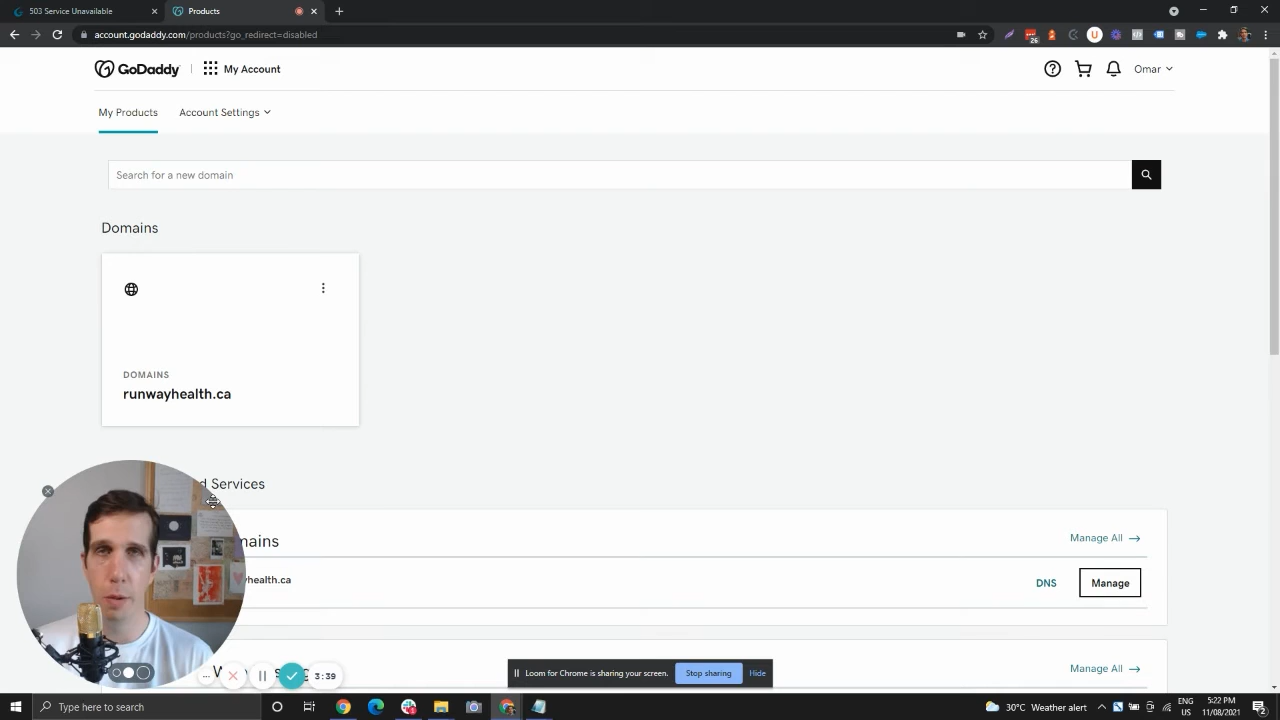 503 Service Unavailable
Products
account.godaddy.com/products?go_redirect=disabled
26
U
GoDaddy
My Account
Omar
My Products
Account Settings
Search for a new domain
Domains
DOMAINS
runwayhealth.ca
d Services
mains
Manage All
health.ca
DNS
Manage
W
Manage All
3:39
Loom for Chrome is sharing your screen.
Stop sharing
Hide
Type here to search
30°C Weather alert
ENG
US
5:22 PM
11/08/2021
2